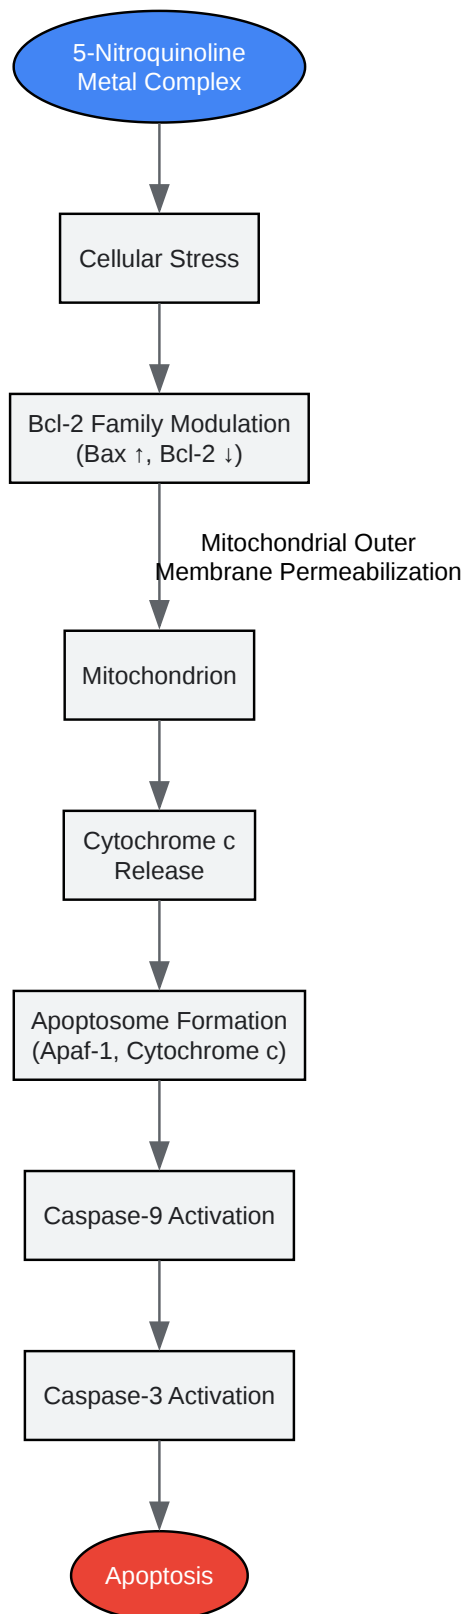 5-Nitroquinoline
Metal Complex
Cellular Stress
Bcl-2 Family Modulation
(Bax ↑, Bcl-2 ↓)
Mitochondrial Outer
Membrane Permeabilization
Mitochondrion
Cytochrome c
Release
Apoptosome Formation
(Apaf-1, Cytochrome c)
Caspase-9 Activation
Caspase-3 Activation
Apoptosis